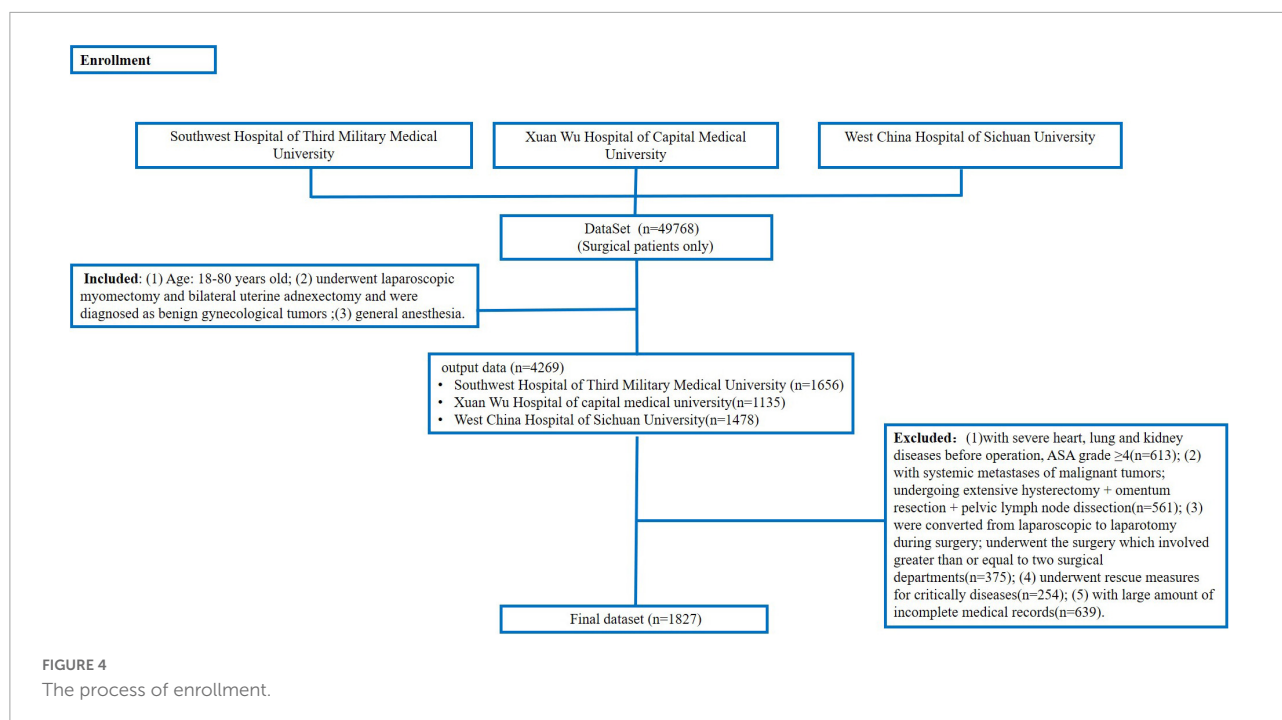 Enrollment
Southwest Hospital of Third Military Medical
University
Xuan Wu Hospital of Capital Medical
University
West China Hospital of Sichuan University
DataSet (n=49768)
(Surgical patients only)
Included: (1) Age: 18-80 years old; (2) underwent laparoscopic
myomectomy and bilateral uterine adnexectomy and were
diagnosed as benign gynecological tumors ;(3) general anesthesia.
output data (n=4269)
• Southwest Hospital of Third Military Medical University (n=1656)
• Xuan Wu Hospital of capital medical university(n=1135)
• West China Hospital of Sichuan University(n=1478)
Excluded: (1)with severe heart, lung and kidney
diseases before operation, ASA grade ≥4(n=613); (2)
with systemic metastases of malignant tumors;
undergoing extensive hysterectomy + omentum
resection + pelvic lymph node dissection(n=561); (3)
were converted from laparoscopic to laparotomy
during surgery; underwent the surgery which involved
greater than or equal to two surgical
departments(n=375); (4) underwent rescue measures
for critically diseases(n=254); (5) with large amount of
incomplete medical records(n=639).
Final dataset (n=1827)
FIGURE 4
The process of enrollment.